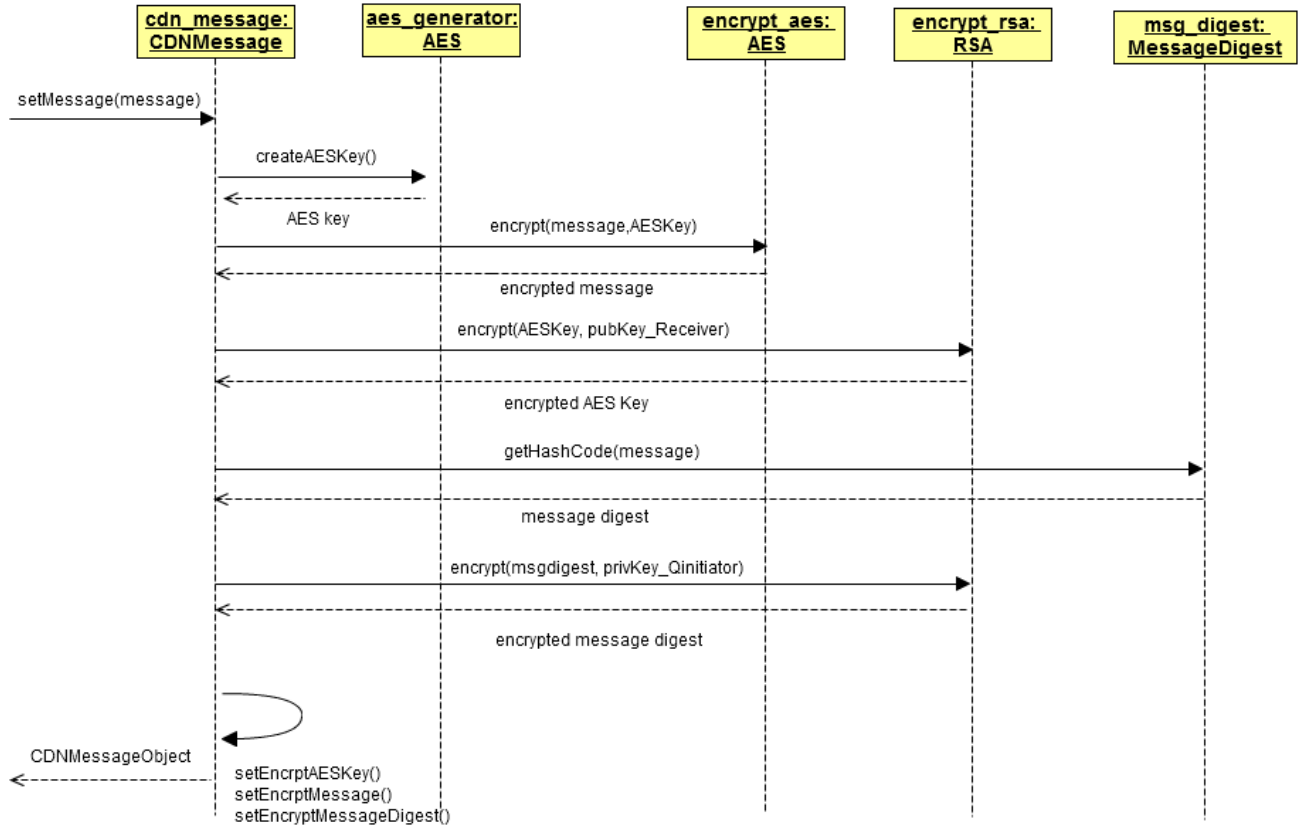 cdn_message:
CDNMessage
aes_generator:
AES
encrypt_aes:
AES
encrypt_rsa:
RSA
msg_digest:
MessageDigest
setMessage(message)
createAESKey()
AES key
encrypt(message,AESKey)
encrypted message
encrypt(AESKey, pubKey_Receiver)
encrypted AES Key
getHashCode(message)
message digest
encrypt(msgdigest, privKey_Qinitiator)
encrypted message digest
CDNMessageObject
setEncrptAESKey()
setEncrptMessage()
setEncryptMessageDigest()